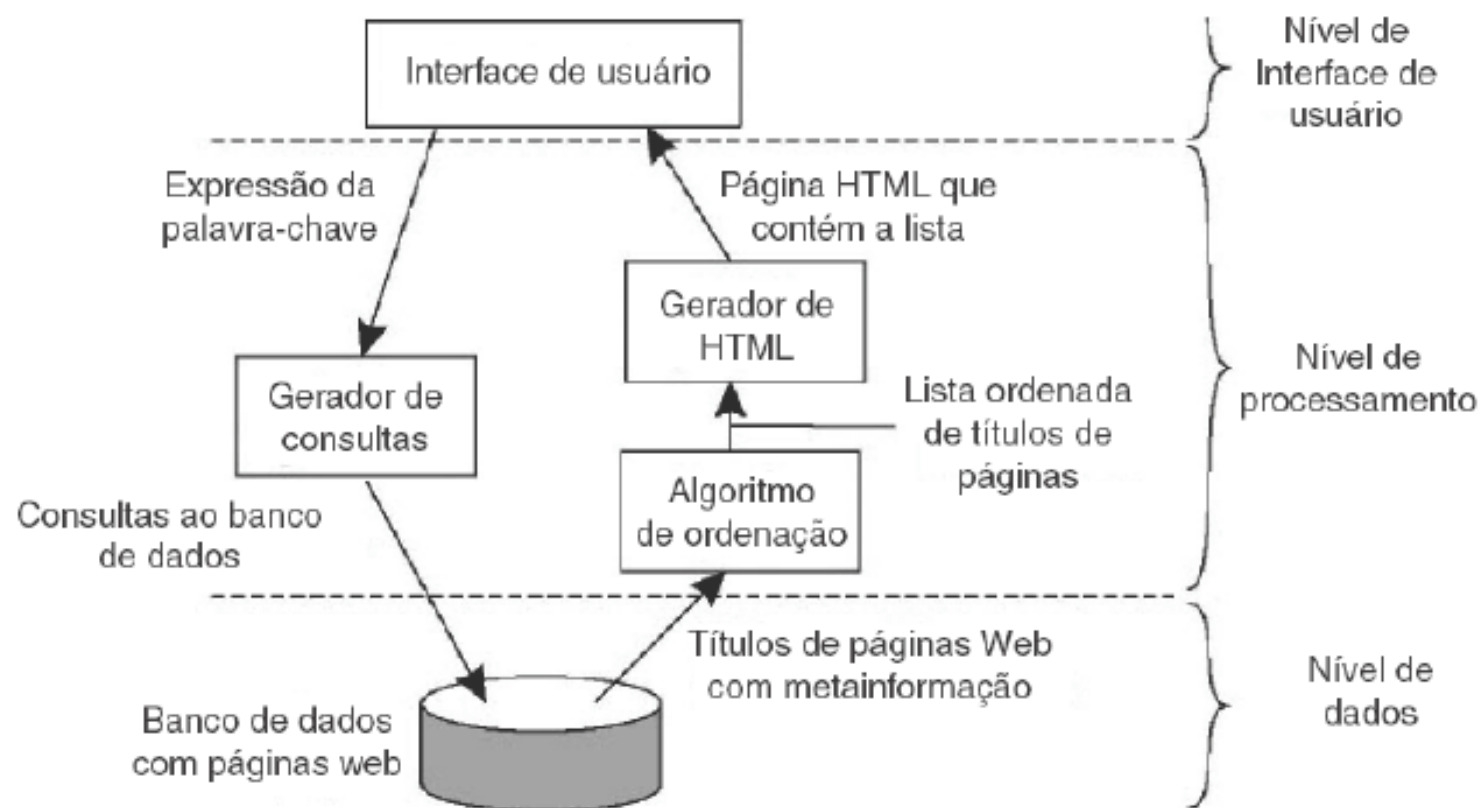 Interface de usuário
Nível de
Interface de
usuário
Expressão da
palavra-chave
Página HTML que
contém a lista
Gerador de
HTML
Gerador de
consultas
Lista ordenada
de títulos de
páginas
Nível de
processamento
Algoritmo
de ordenação
Consultas ao banco
de dados
Títulos de páginas Web
com metainformação
Banco de dados
com páginas web
Nível de
dados